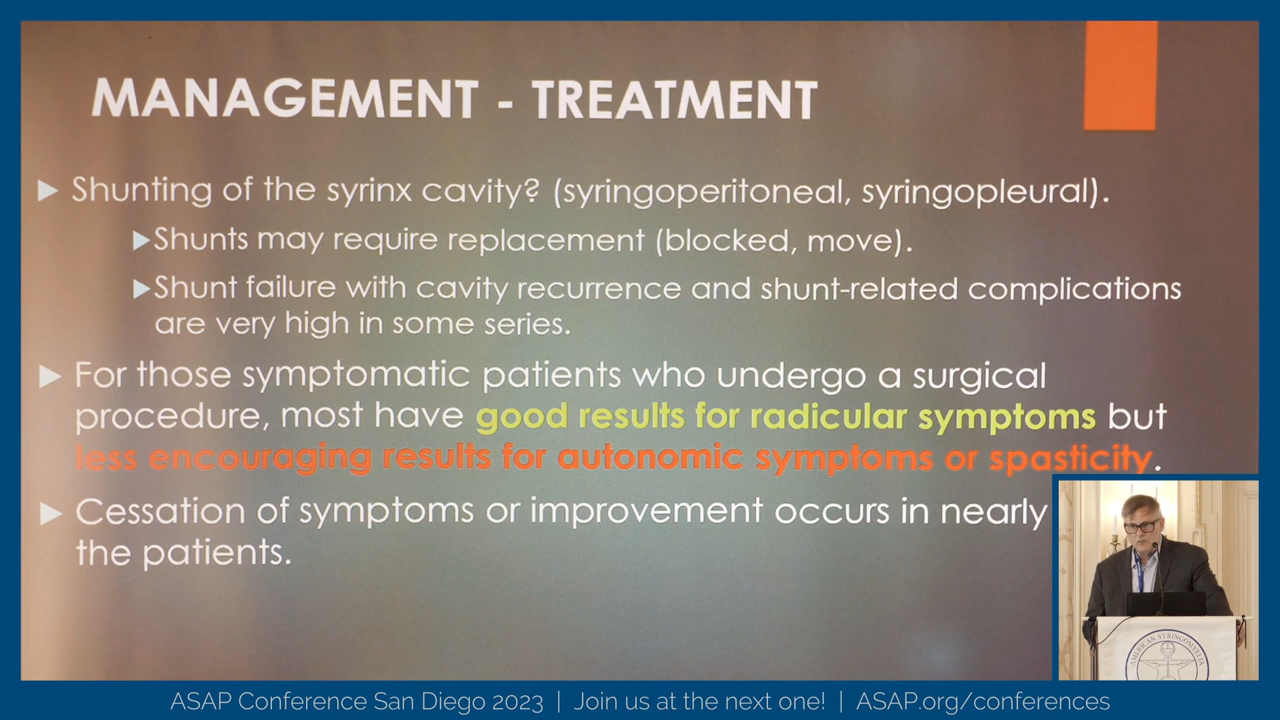 MANAGEMENT - TREATMENT
Shunting of the syrinx cavity? (syringoperitoneal, syringopleural).
Shunts may require replacement (blocked, move).
Shunt failure with cavity recurrence and shunt-related complications
are very high in some series.
For those symptomatic patients who undergo a surgical
procedure, most have good results for radicular symptoms but
less encouraging results for autonomic symptoms or spasticity.
Cessation of symptoms or improvement occurs in nearly
the patients.
AMERICAN SYRINGOMYELIA
ASAP Conference San Diego 2023 | Join us at the next one! | ASAP.org/conferences